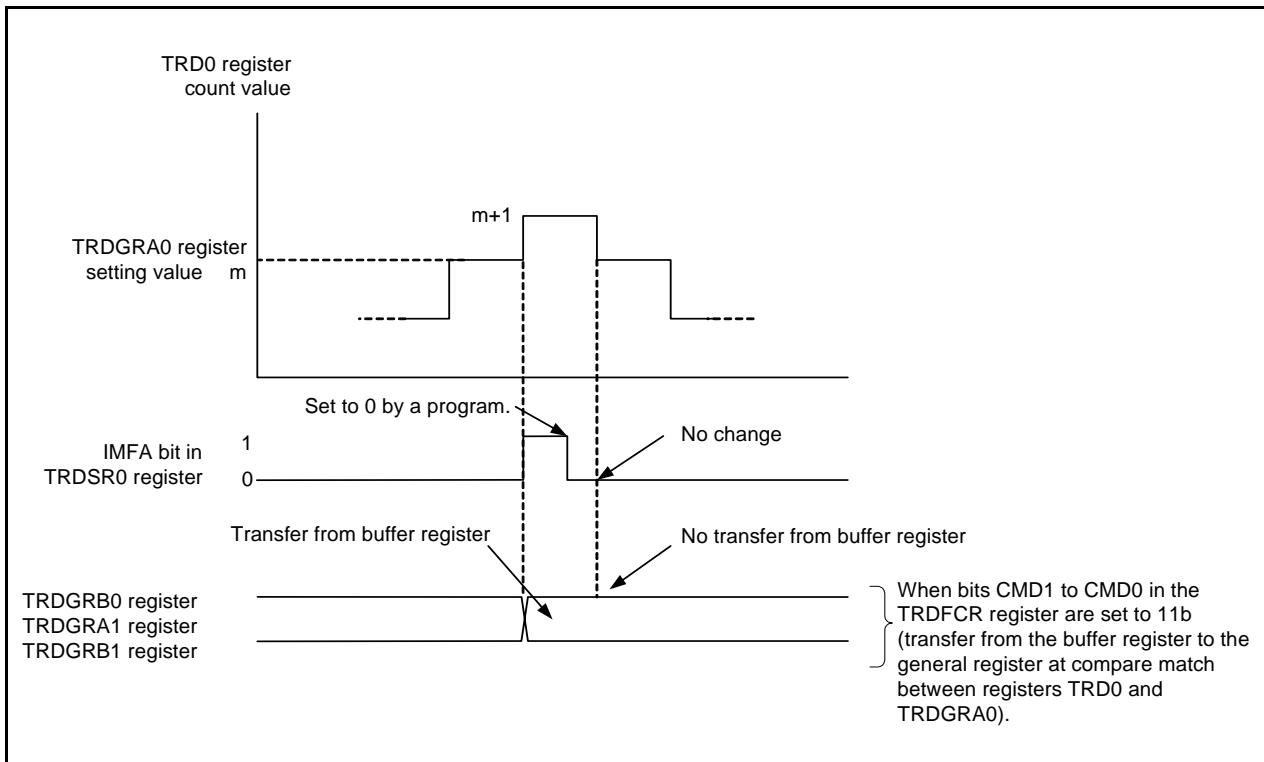 TRD0 register
count value
m+1
TRDGRA0 register
setting value m
Set to 0 by a program.
No change
IMFA bit in
TRDSR0 register
1
0
Transfer from buffer register
No transfer from buffer register
TRDGRB0 register
TRDGRA1 register
TRDGRB1 register
When bits CMD1 to CMD0 in the
TRDFCR register are set to 11b
(transfer from the buffer register to the
general register at compare match
between registers TRD0 and
TRDGRA0).